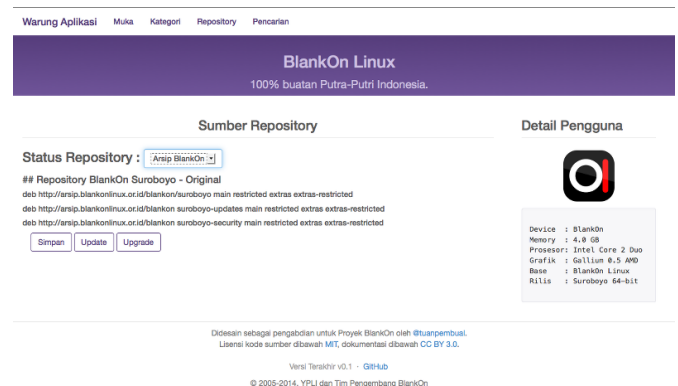 Warung Aplikasi Muka Kategori Repository Pencarian
BlankOn Linux
100% buatan Putra-Putri Indonesia.
Sumber Repository
Status Repository : Arsip BlankOn
## Repository BlankOn Suroboyo - Original
deb http://arsip.blankonlinux.or.id/blankon/suroboyo main restricted extras extras-restricted
deb http://arsip.blankonlinux.or.id/blankon suroboyo-updates main restricted extras extras-restricted
deb http://arsip.blankonlinux.or.id/blankon suroboyo-security main restricted extras extras-restricted
Simpan Update Upgrade
Detail Pengguna
Device : BlankOn
Memory : 4.0 GB
Prosesor: Intel Core 2 Duo
Grafik : Gallium 0.5 AMD
Base : BlankOn Linux
Rilis : Suroboyo 64-bit
Didesain sebagai pengabdian untuk Proyek BlankOn oleh @tuanpembual.
Lisensi kode sumber dibawah MIT, dokumentasi dibawah CC BY 3.0.
Versi Terakhir v0.1 · GitHub
© 2005-2014, YPLI dan Tim Pengembang BlankOn